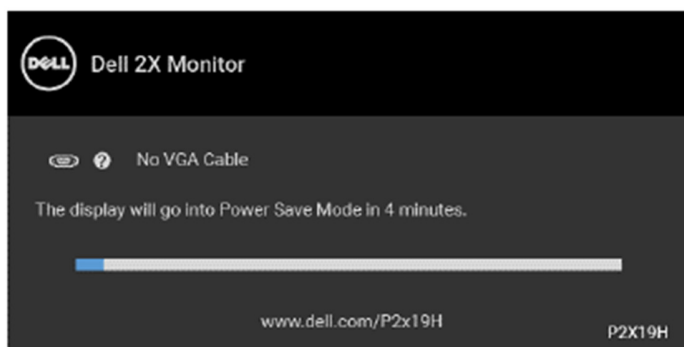 DELL Dell 2X Monitor
? No VGA Cable
The display will go into Power Save Mode in 4 minutes.
www.dell.com/P2x19H
P2X19H